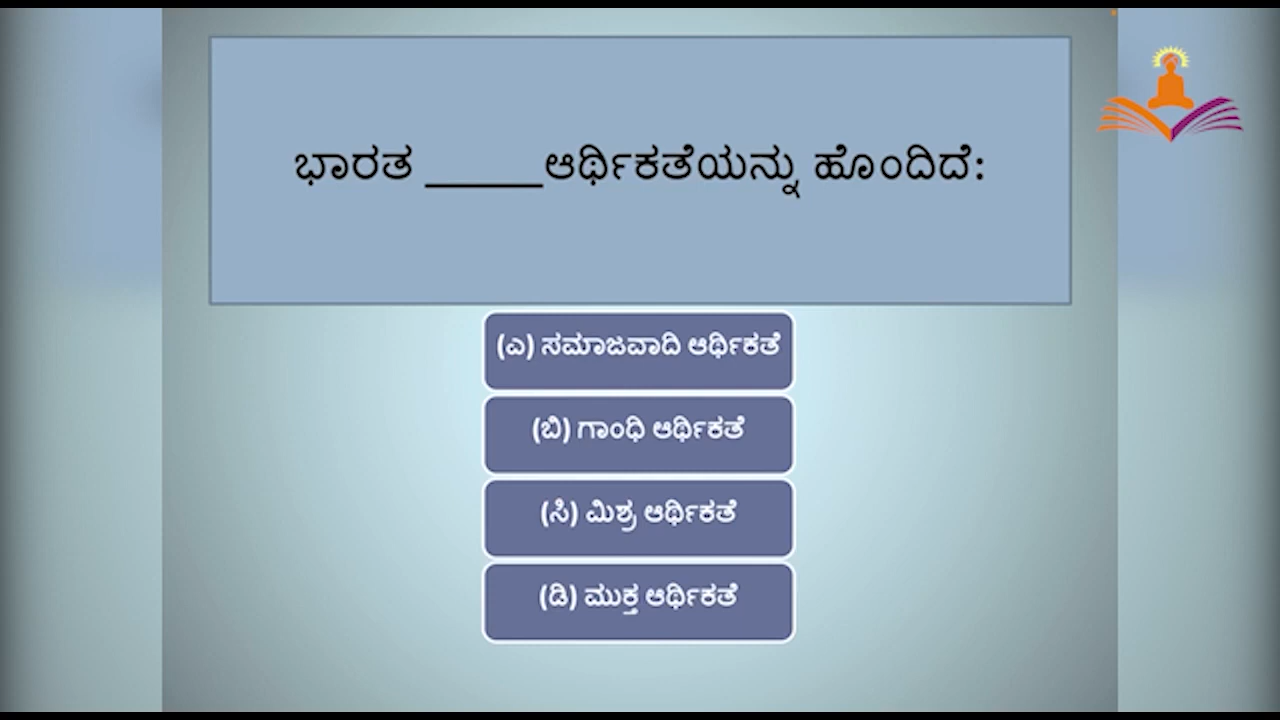 ಭಾರತ _____ಆರ್ಥಿಕತೆಯನ್ನು ಹೊಂದಿದೆ:
(ಎ) ಸಮಾಜವಾದಿ ಆರ್ಥಿಕತೆ
(ಬಿ) ಗಾಂಧಿ ಆರ್ಥಿಕತೆ
(ಸಿ) ಮಿಶ್ರ ಆರ್ಥಿಕತೆ
(ಡಿ) ಮುಕ್ತ ಆರ್ಥಿಕತೆ